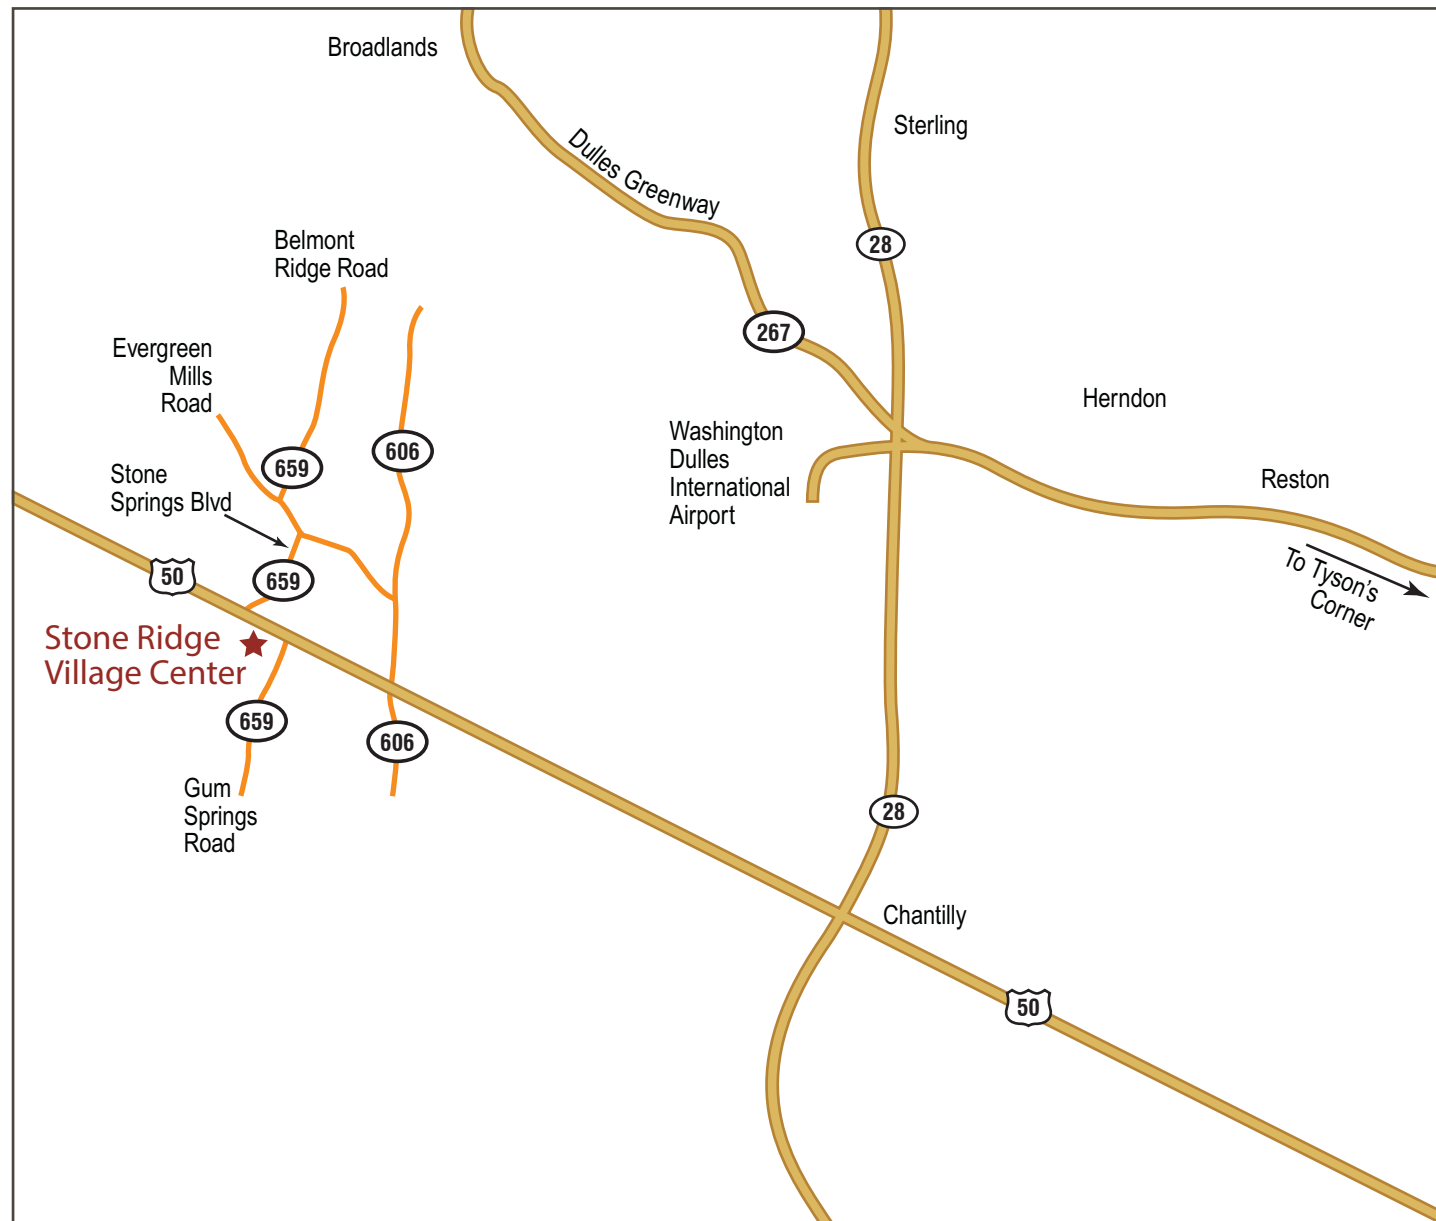 Broadlands
Sterling
Dulles Greenway
28
Belmont
Ridge Road
267
Evergreen
Mills
Road
Herndon
Washington
Dulles
International
Airport
606
659
Stone
Springs Blvd
Reston
To Tyson's
Corner
50
659
Stone Ridge
Village Center
659
606
Gum
Springs
Road
28
Chantilly
50